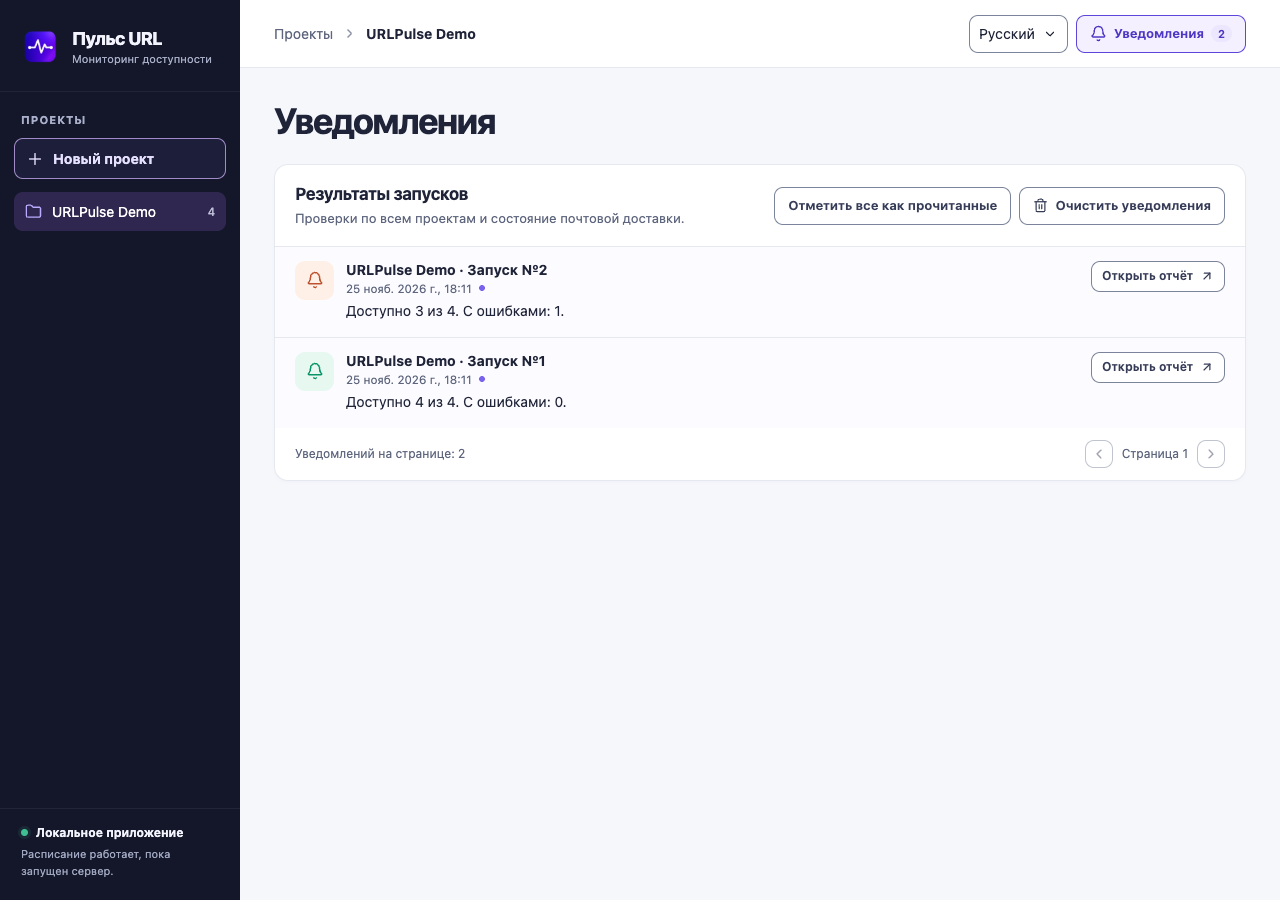 Пульс URL
Мониторинг доступности
ПРОЕКТЫ
Новый проект
URLPulse Demo 4
Локальное приложение
Расписание работает, пока
запущен сервер.
Проекты URLPulse Demo
Русский
Уведомления 2
Уведомления
Результаты запусков
Проверки по всем проектам и состояние почтовой доставки.
Отметить все как прочитанные
Очистить уведомления
URLPulse Demo · Запуск №2
25 нояб. 2026 г., 18:11
Доступно 3 из 4. С ошибками: 1.
Открыть отчёт
URLPulse Demo · Запуск №1
25 нояб. 2026 г., 18:11
Доступно 4 из 4. С ошибками: 0.
Открыть отчёт
Уведомлений на странице: 2
Страница 1